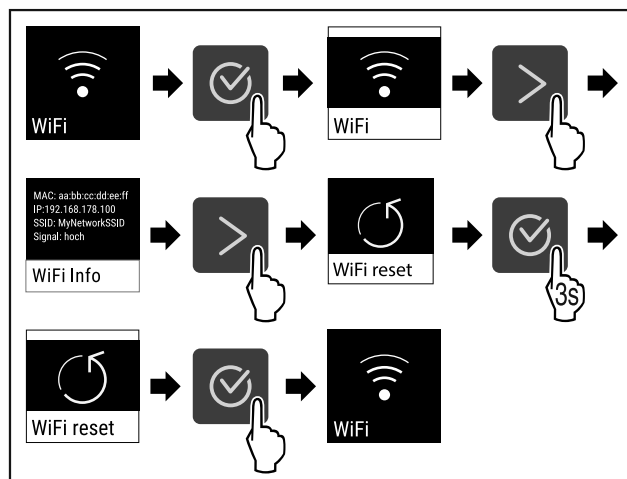 WiFi
WiFi
MAC: aa:bb:cc:dd:ee:ff
IP:192.168.178.100
SSID: MyNetworkSSID
Signal: hoch
WiFi Info
WiFi reset
3s
WiFi reset
WiFi